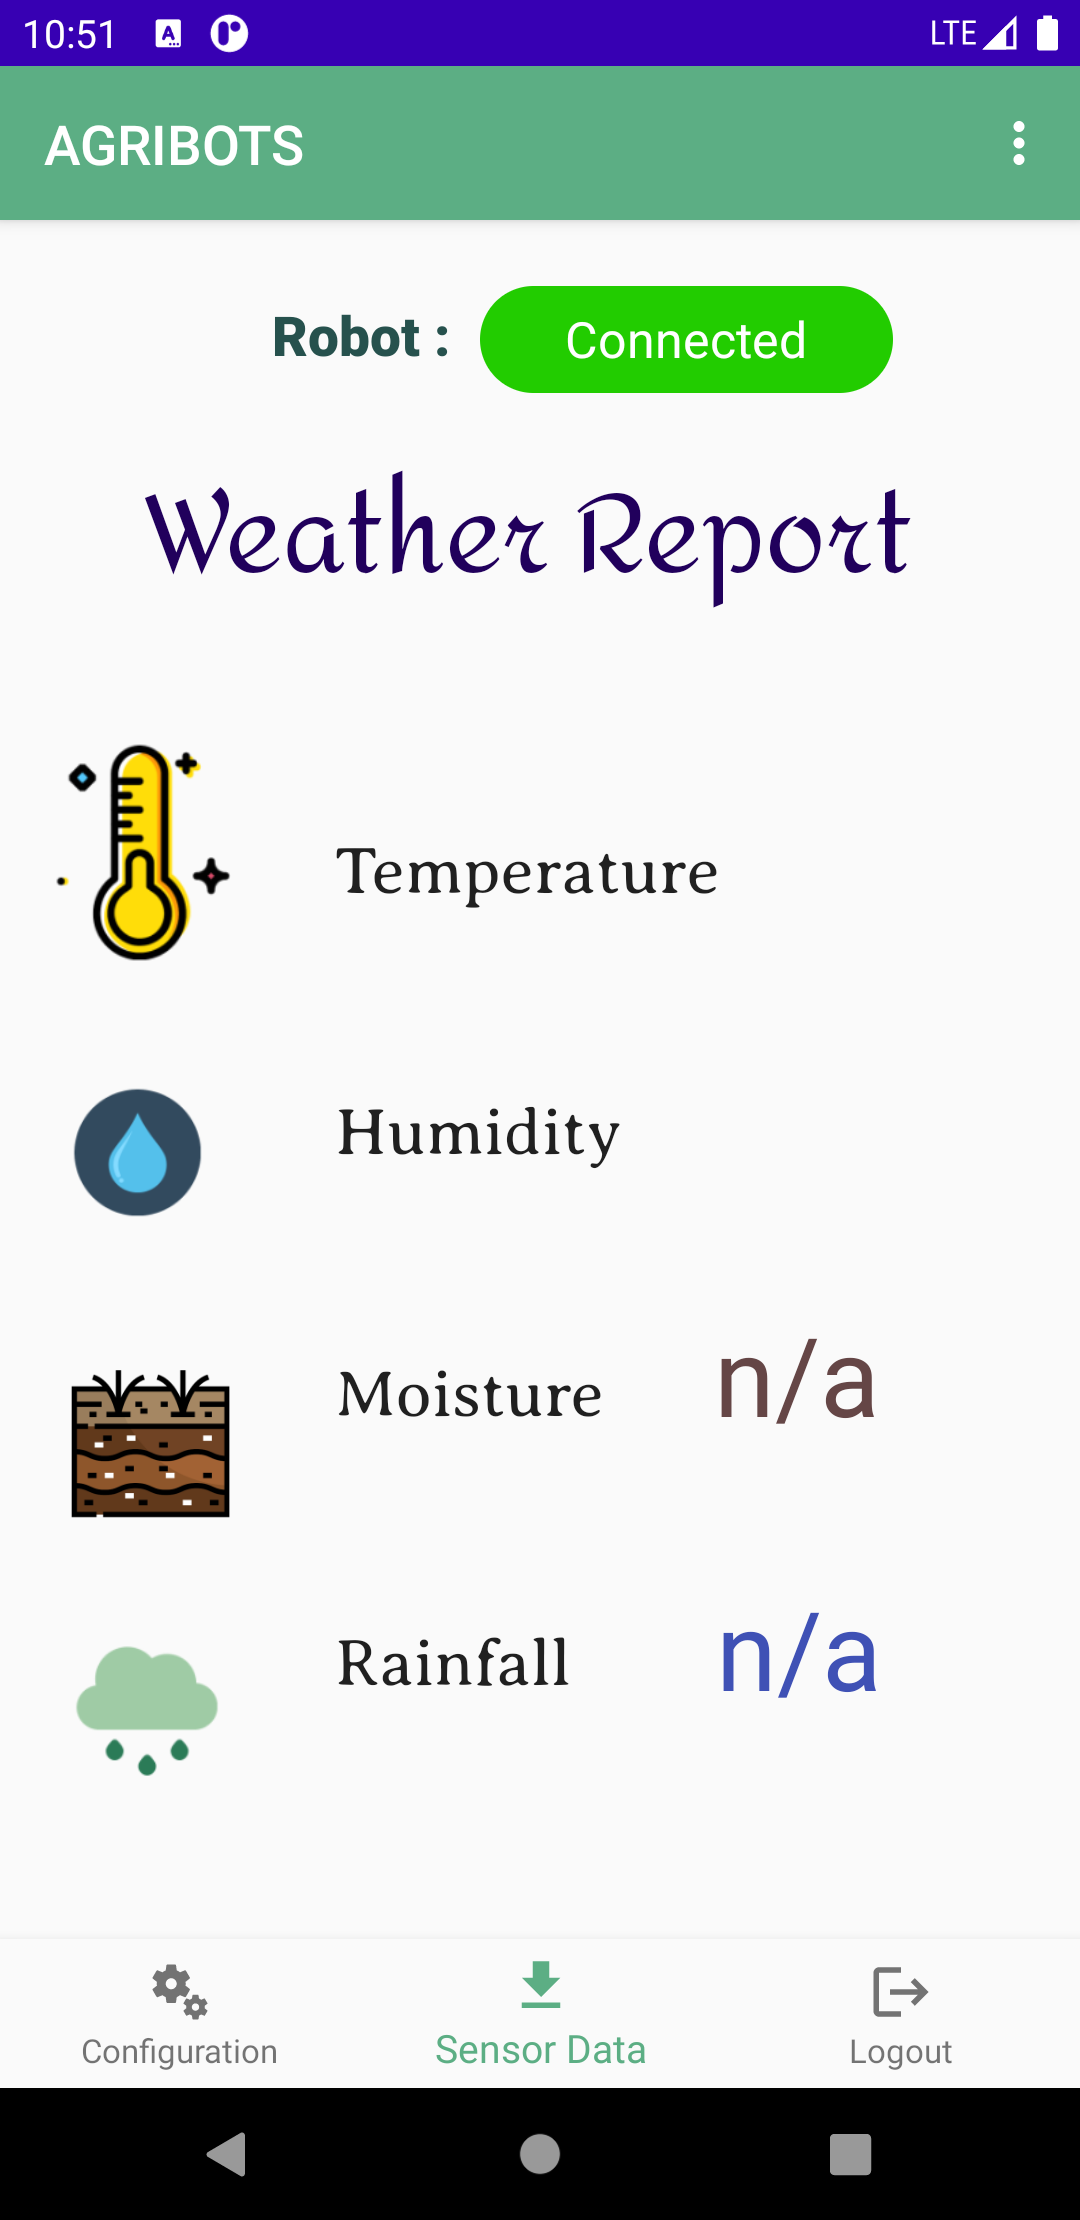 10:51 A LTE
AGRIBOTS
Robot : Connected
Weather Report
Temperature
Humidity
Moisture n/a
Rainfall n/a
Configuration Sensor Data Logout